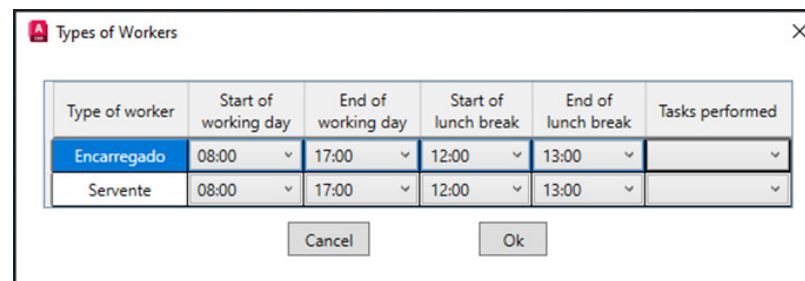 Types of Workers
Type of worker Start of working day End of working day Start of lunch break End of lunch break Tasks performed
Encarregado 08:00 17:00 12:00 13:00
Servente 08:00 17:00 12:00 13:00
Cancel Ok